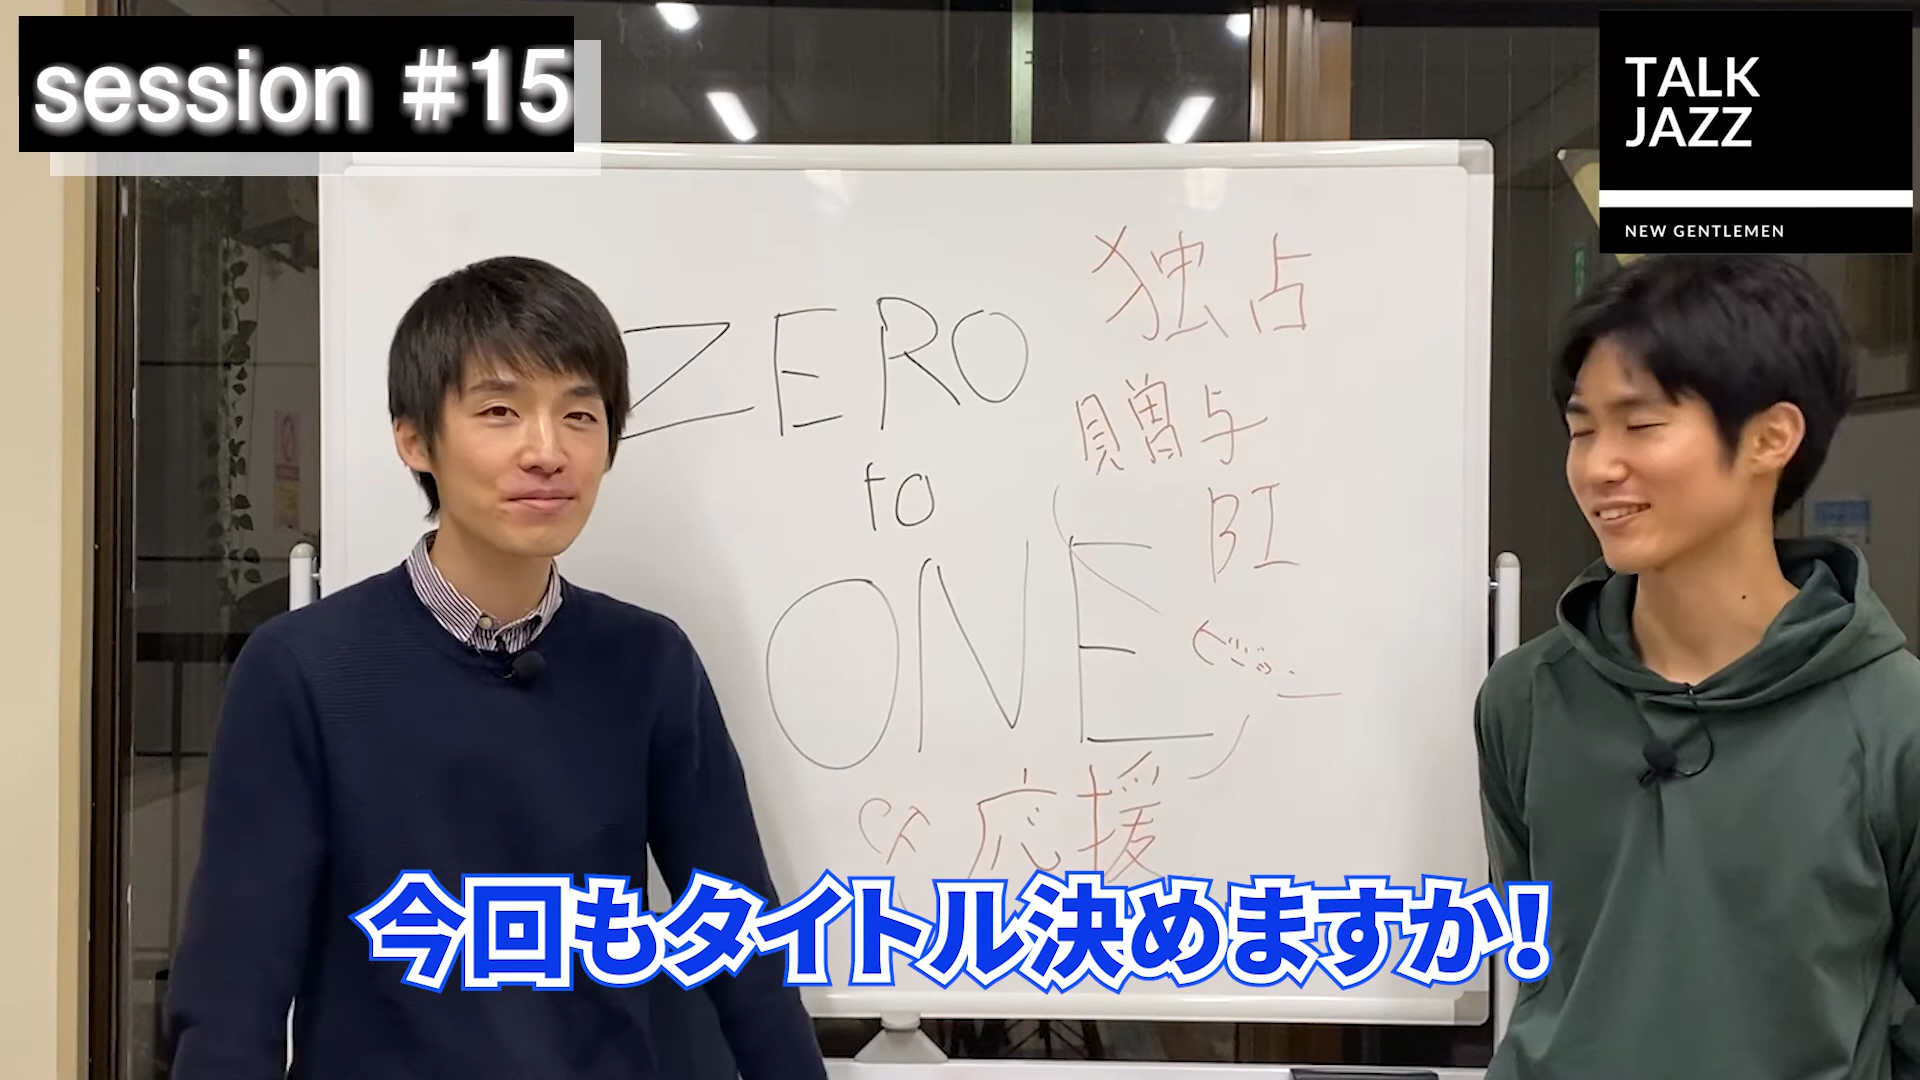 session #15
TALK
JAZZ
NEW GENTLEMEN
ZERO
to
ONE
独占
贈与
BI
応援
今回もタイトル決めますか!